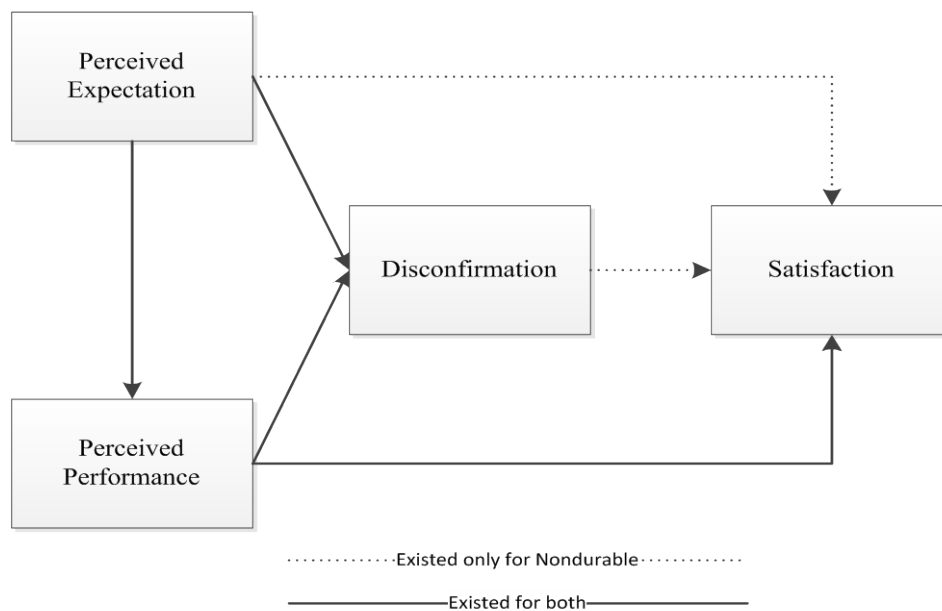 Perceived
Expectation
Disconfirmation
Satisfaction
Perceived
Performance
Existed only for Nondurable
Existed for both